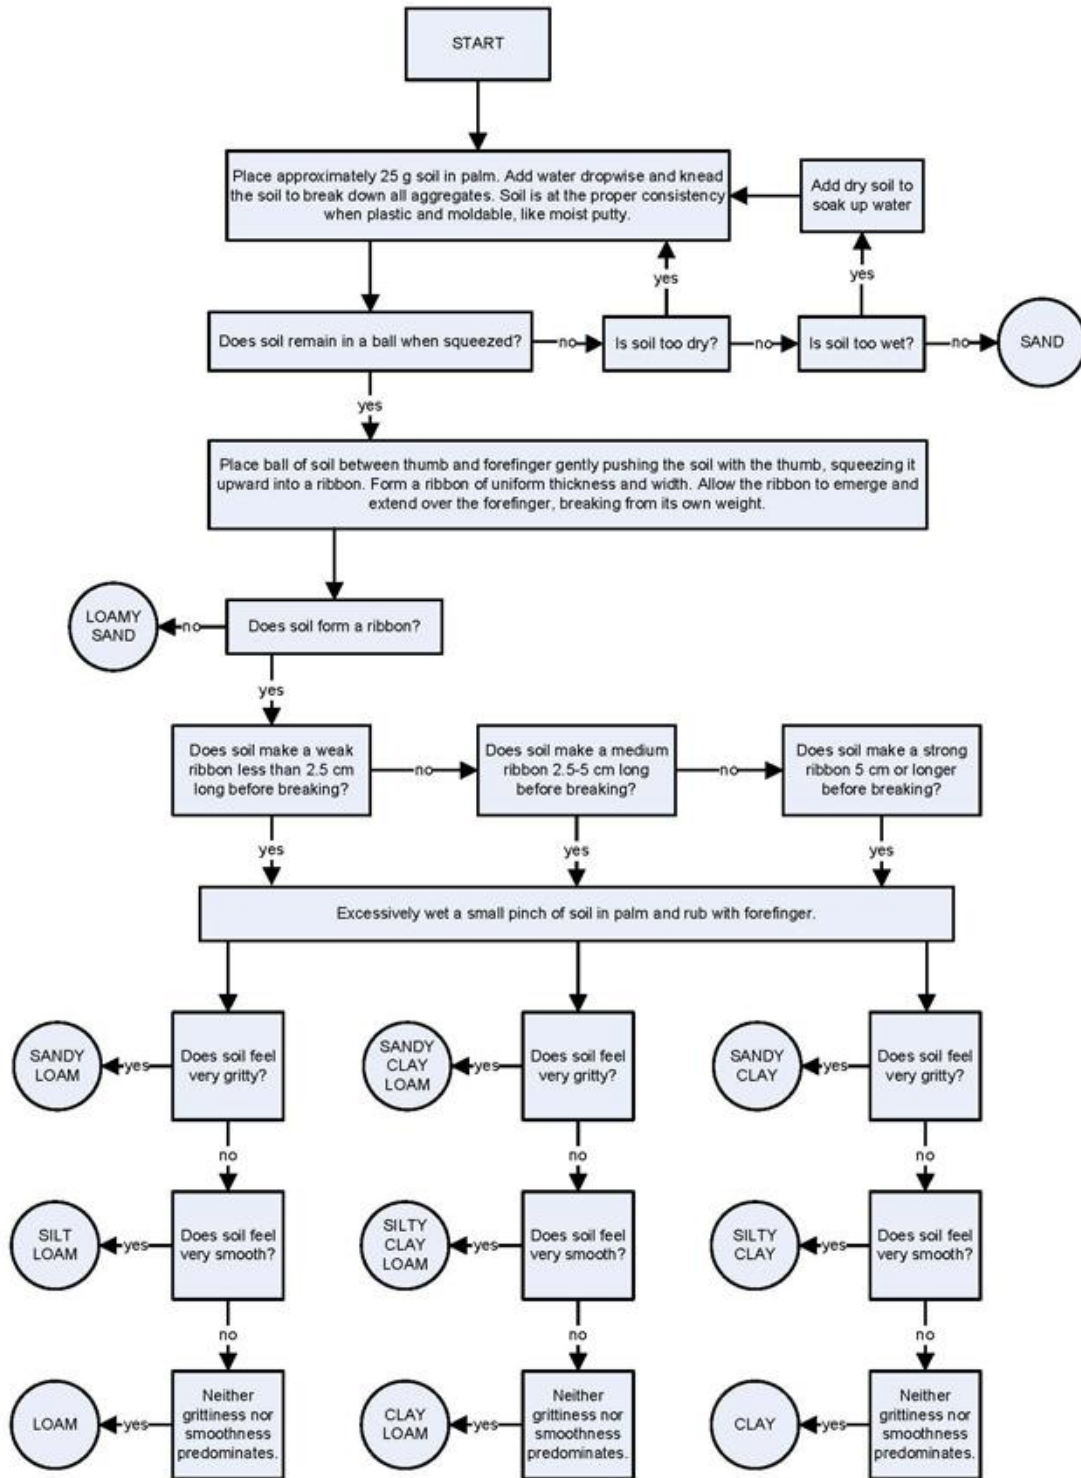 START
Place approximately 25 g soil in palm. Add water dropwise and knead
the soil to break down all aggregates. Soil is at the proper consistency
when plastic and moldable, like moist putty.
Add dry soil to
soak up water
yes
yes
Does soil remain in a ball when squeezed?
no
Is soil too dry?
no
Is soil too wet?
no
SAND
yes
Place ball of soil between thumb and forefinger gently pushing the soil with the thumb, squeezing it
upward into a ribbon. Form a ribbon of uniform thickness and width. Allow the ribbon to emerge and
extend over the forefinger, breaking from its own weight.
LOAMY
SAND
no
Does soil form a ribbon?
yes
Does soil make a weak
ribbon less than 2.5 cm
long before breaking?
no
Does soil make a medium
ribbon 2.5-5 cm long
before breaking?
no
Does soil make a strong
ribbon 5 cm or longer
before breaking?
yes
yes
yes
Excessively wet a small pinch of soil in palm and rub with forefinger.
SANDY
LOAM
yes
Does soil feel
very gritty?
SANDY
CLAY
LOAM
yes
Does soil feel
very gritty?
SANDY
CLAY
yes
Does soil feel
very gritty?
no
no
no
SILT
LOAM
yes
Does soil feel
very smooth?
SILTY
CLAY
LOAM
yes
Does soil feel
very smooth?
SILTY
CLAY
yes
Does soil feel
very smooth?
no
no
no
LOAM
yes
Neither
grittiness nor
smoothness
predominates.
CLAY
LOAM
yes
Neither
grittiness nor
smoothness
predominates.
CLAY
yes
Neither
grittiness nor
smoothness
predominates.